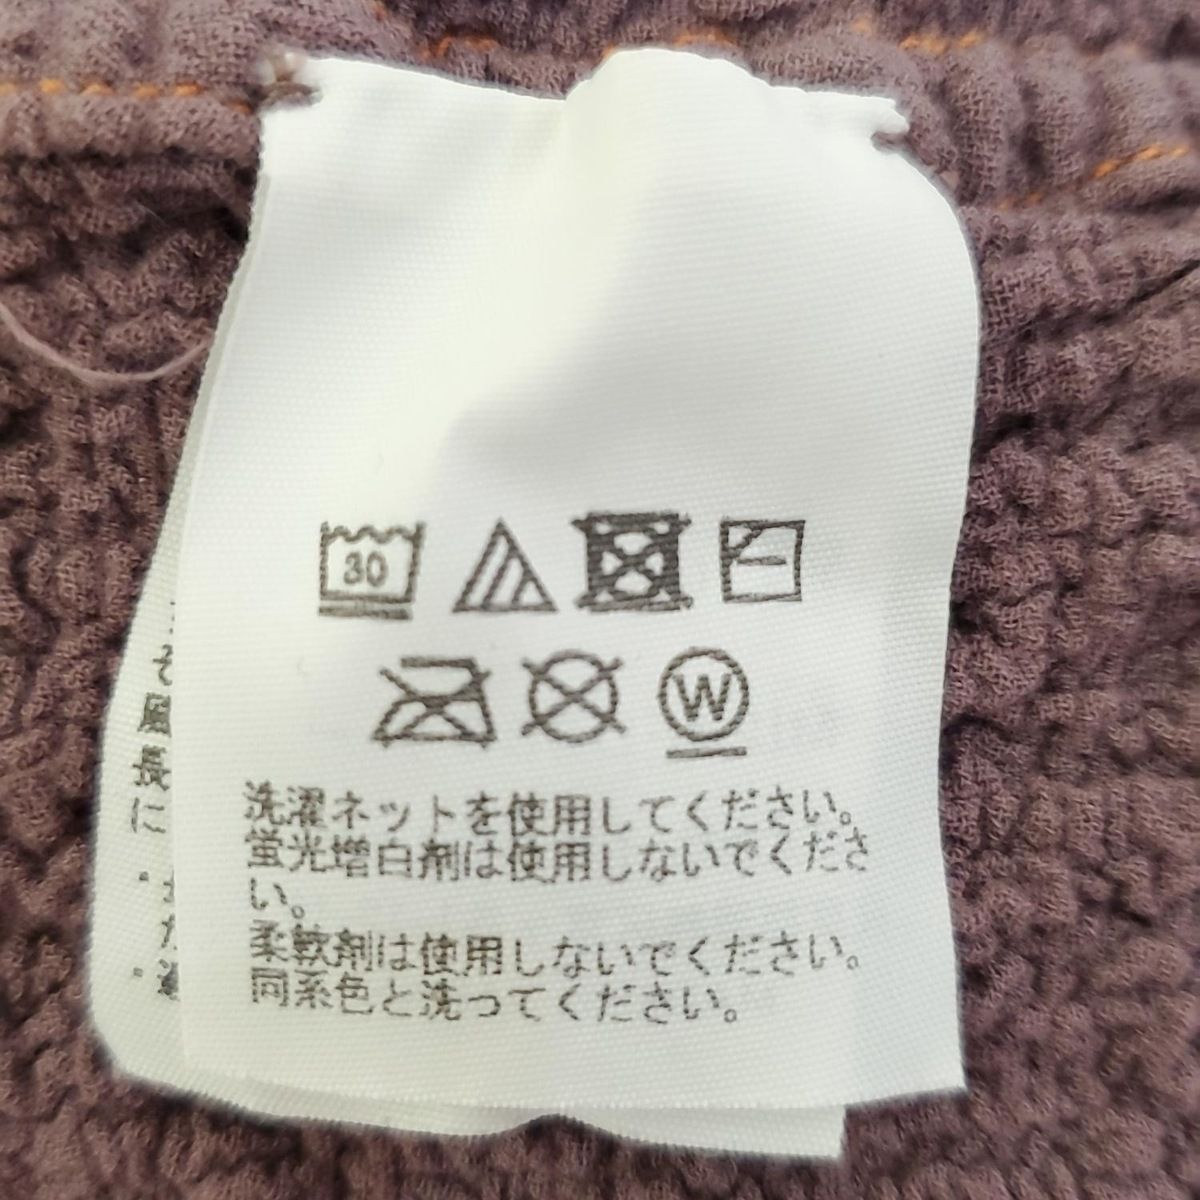 30
W
洗濯ネットを使用してください。
蛍光増白剤は使用しないでくださ
い。
柔軟剤は使用しないでください。
同系色と洗ってください。